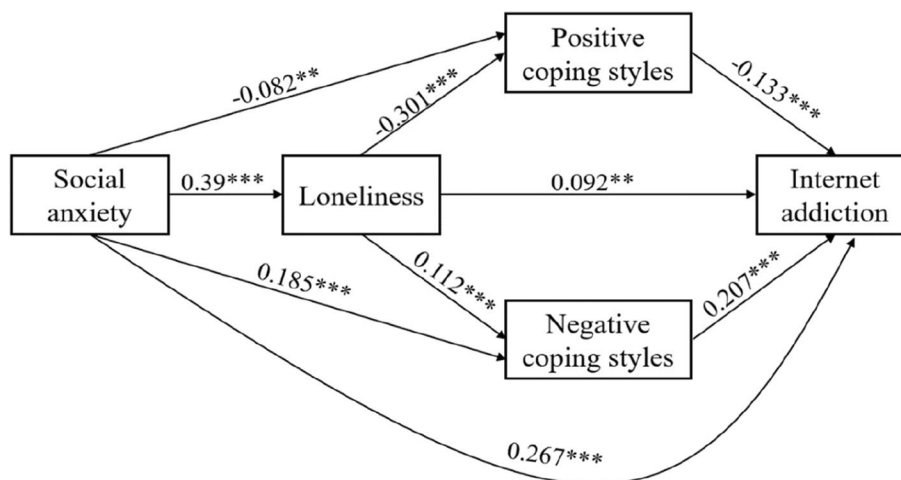 Positive
coping styles
-0.082**
-0.301***
-0.133***
Social
anxiety
0.39***
Loneliness
0.092**
Internet
addiction
0.185***
0.112***
0.207***
Negative
coping styles
0.267***